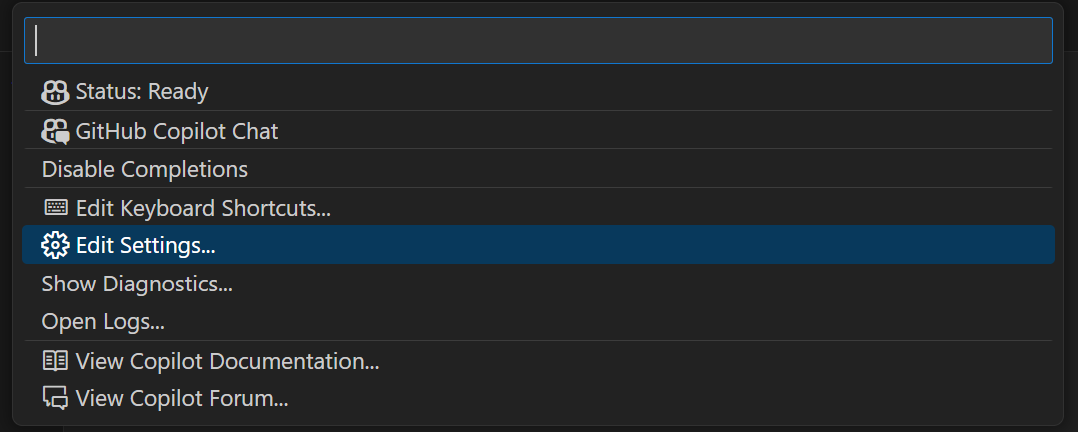 Status: Ready
GitHub Copilot Chat
Disable Completions
Edit Keyboard Shortcuts...
Edit Settings...
Show Diagnostics...
Open Logs...
View Copilot Documentation...
View Copilot Forum...